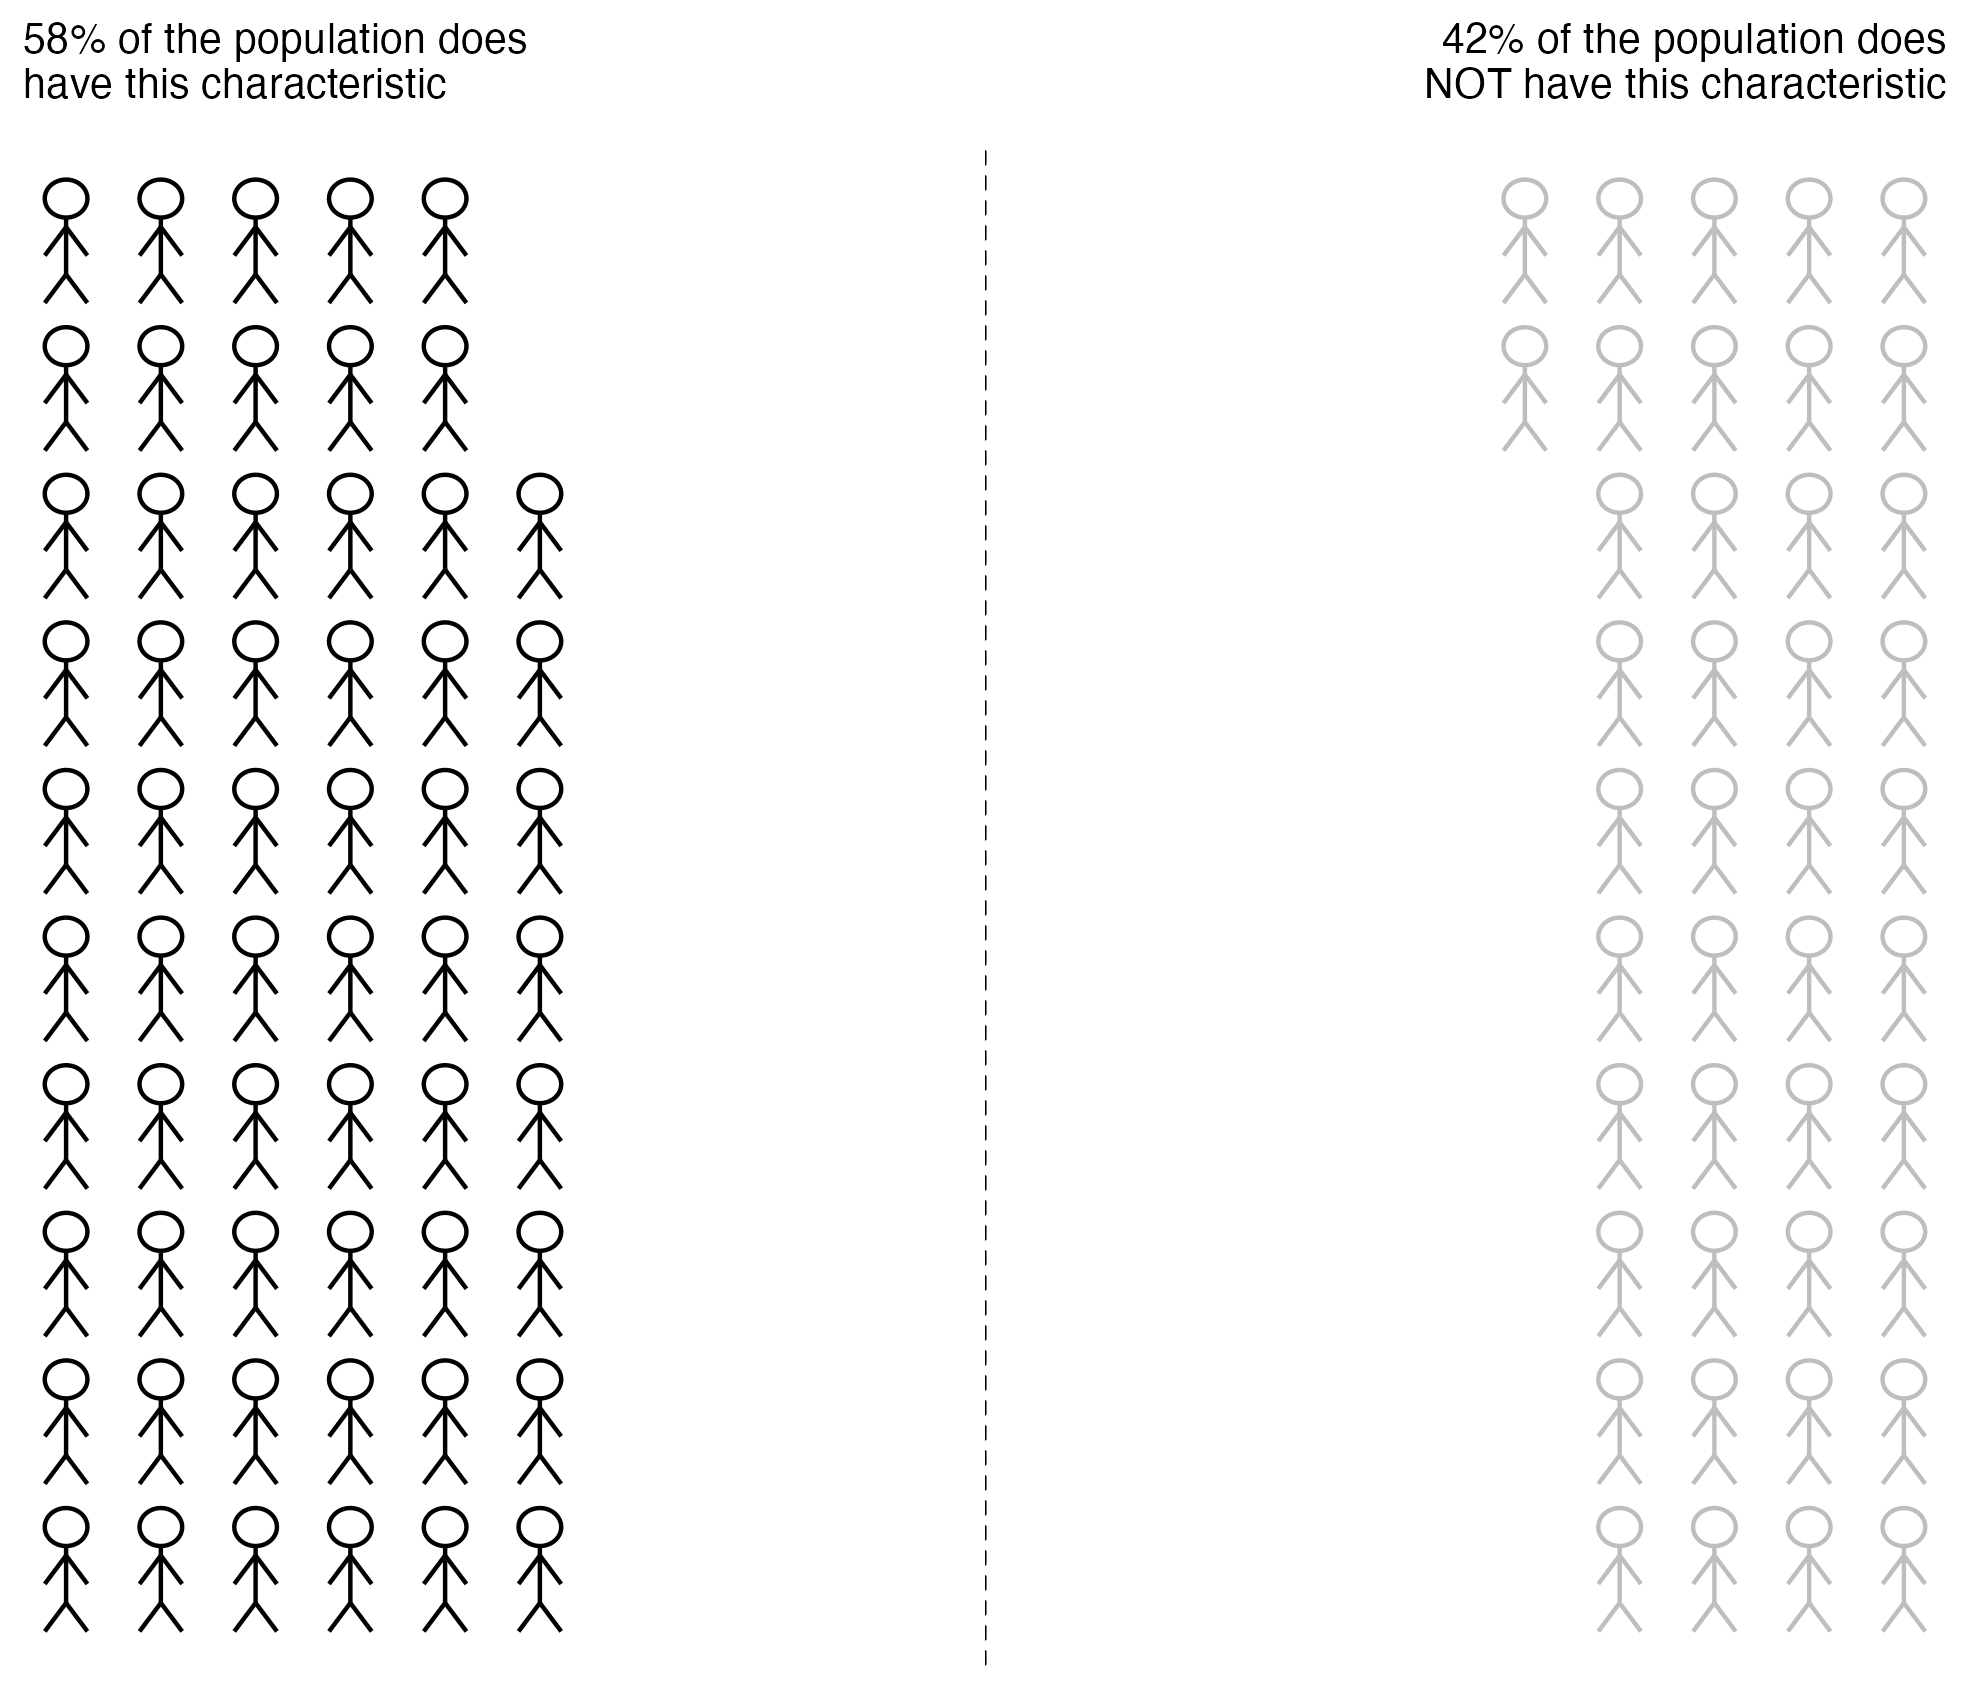 58% of the population does
have this characteristic
42% of the population does
NOT have this characteristic